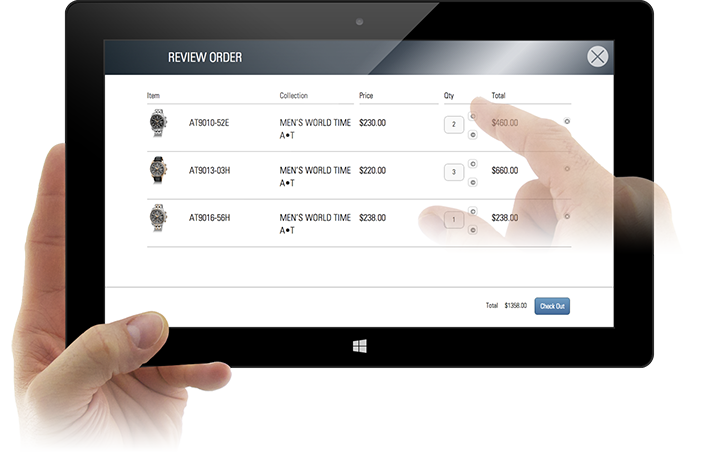 REVIEW ORDER
Item Collection Price Qty Total
AT9010-52E MEN'S WORLD TIME $230.00 2 $460.00
A•T
AT9013-03H MEN'S WORLD TIME $220.00 3 $660.00
A•T
AT9016-56H MEN'S WORLD TIME $238.00 1 $238.00
A•T
Total $1358.00 Check Out